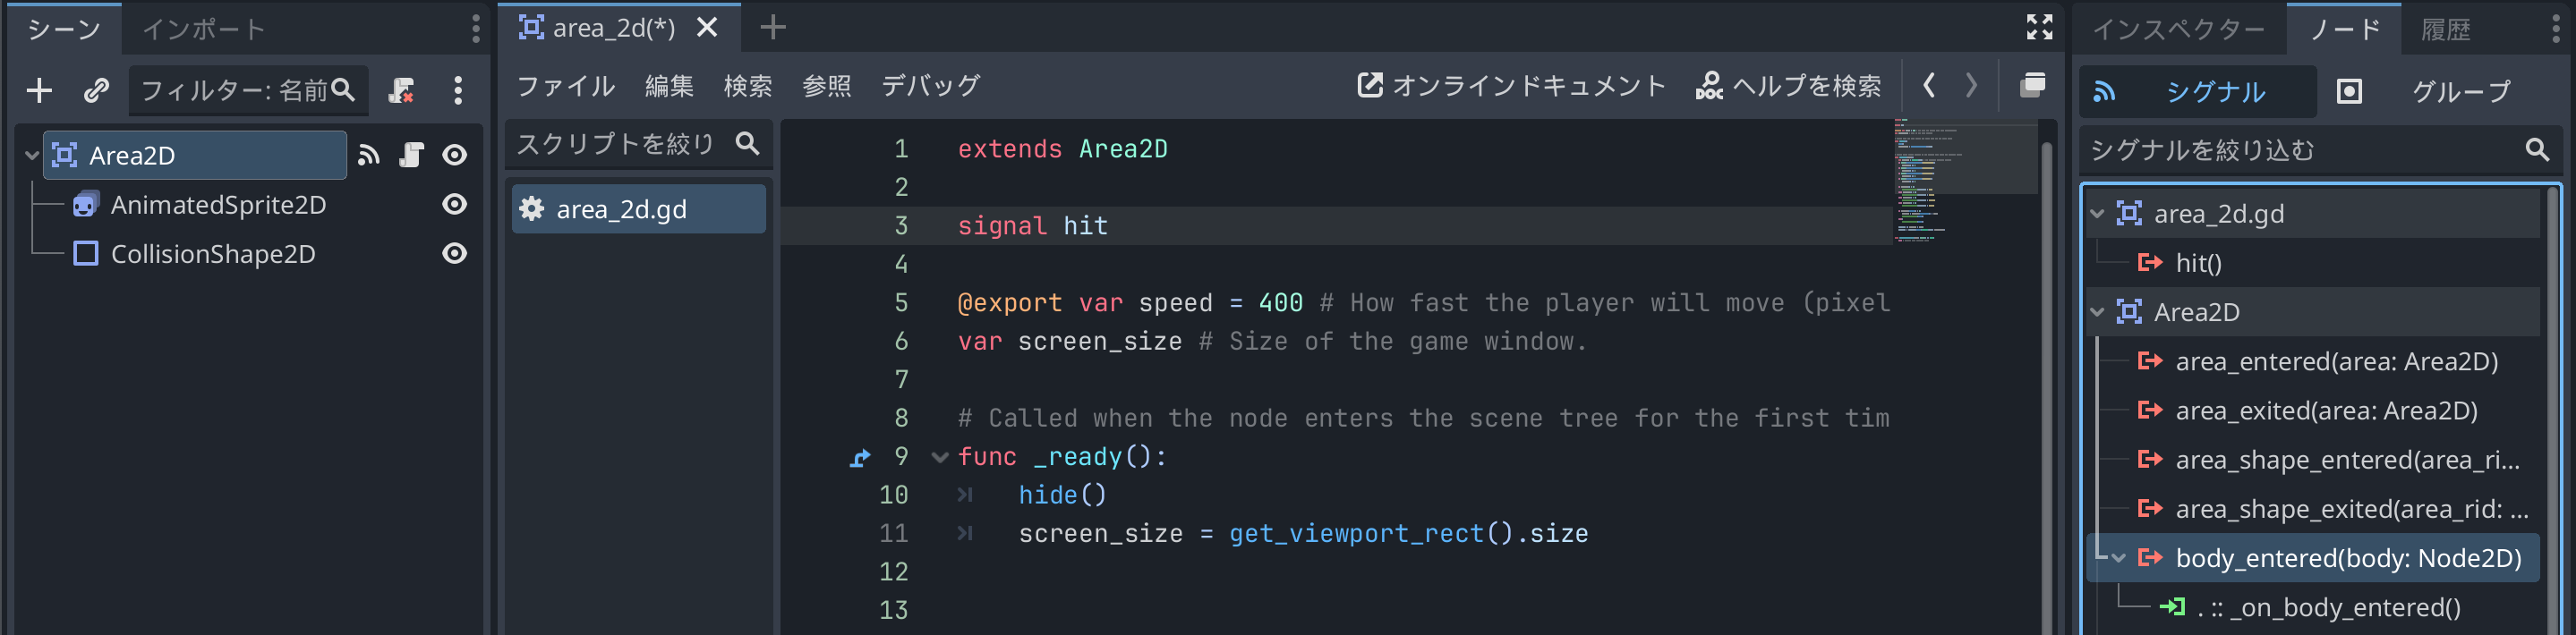 シーン
インポート
フィルター: 名前
Area2D
AnimatedSprite2D
CollisionShape2D
area_2d(*)
ファイル 編集 検索 参照 デバッグ
オンラインドキュメント
DOC ヘルプを検索
スクリプトを絞り
area_2d.gd
1 extends Area2D
2
3 signal hit
4
5 @export var speed = 400 # How fast the player will move (pixel
6 var screen_size # Size of the game window.
7
8 # Called when the node enters the scene tree for the first tim
9 func _ready():
10 hide()
11 screen_size = get_viewport_rect().size
12
13
インスペクター ノード 履歴
シグナル グループ
シグナルを絞り込む
area_2d.gd
hit()
Area2D
area_entered(area: Area2D)
area_exited(area: Area2D)
area_shape_entered(area_ri...
area_shape_exited(area_rid: ...
body_entered(body: Node2D)
. :: _on_body_entered()